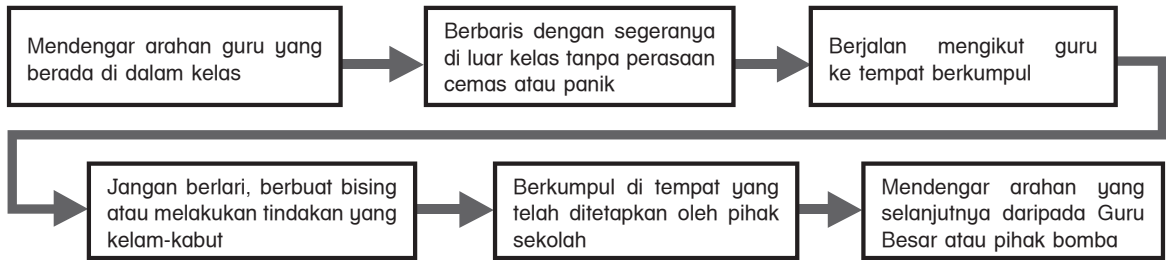 Mendengar arahan guru yang
berada di dalam kelas
Berbaris dengan segeranya
di luar kelas tanpa perasaan
cemas atau panik
Berjalan mengikut guru
ke tempat berkumpul
Jangan berlari, berbuat bising
atau melakukan tindakan yang
kelam-kabut
Berkumpul di tempat yang
telah ditetapkan oleh pihak
sekolah
Mendengar arahan yang
selanjutnya daripada Guru
Besar atau pihak bomba